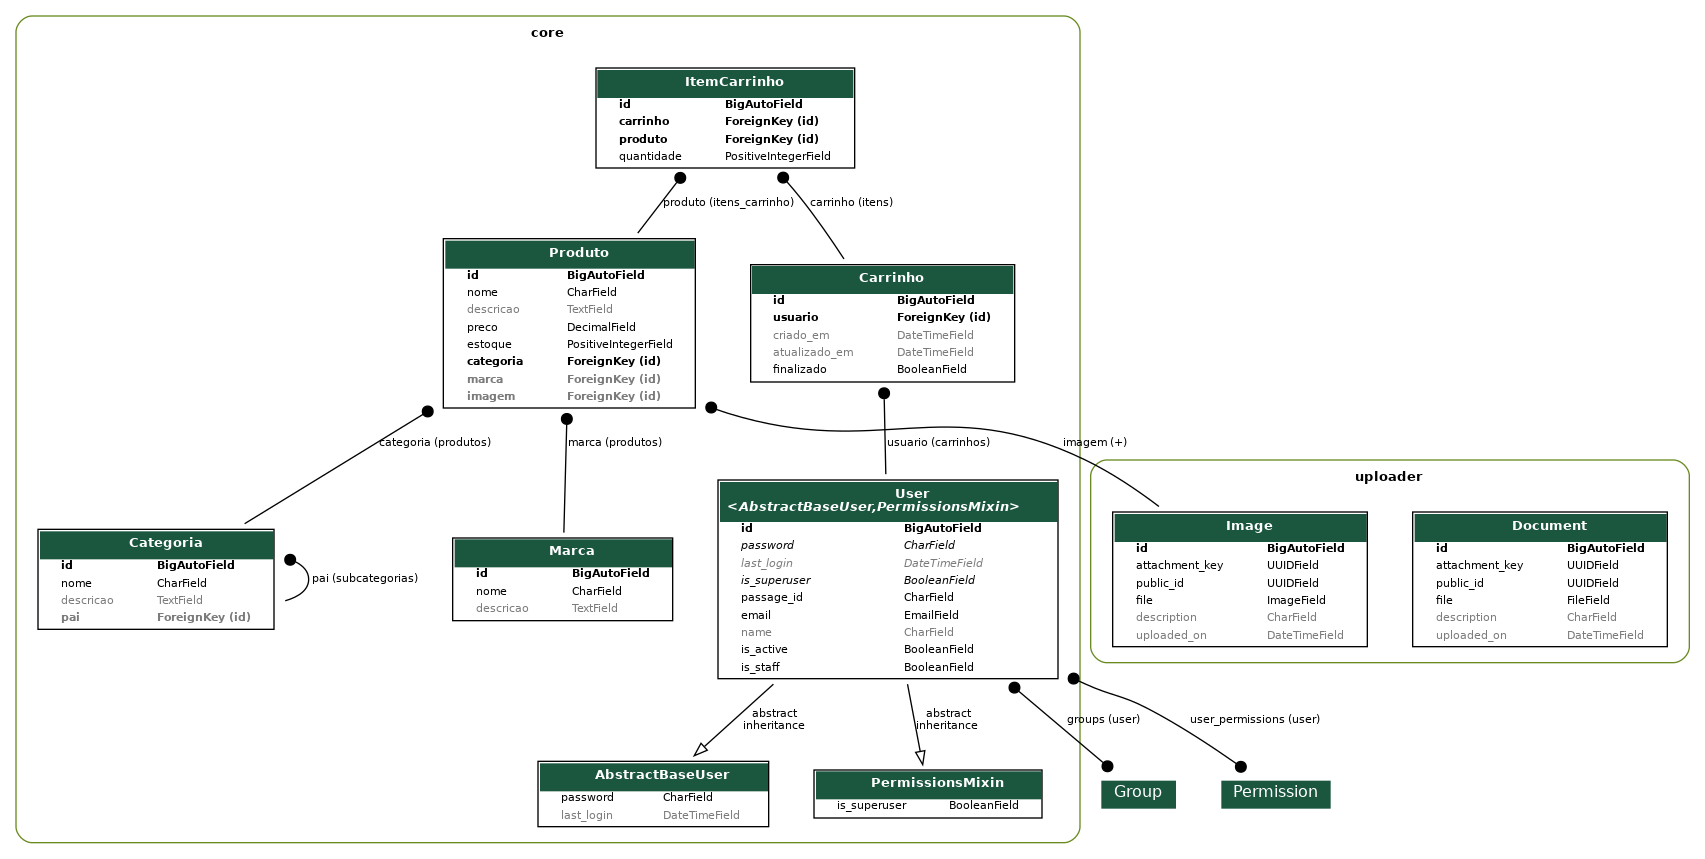 core
ItemCarrinho
id BigAutoField
carrinho ForeignKey (id)
produto ForeignKey (id)
quantidade PositiveIntegerField
produto (itens_carrinho) carrinho (itens)
Produto
id BigAutoField
nome CharField
descricao TextField
preco DecimalField
estoque PositiveIntegerField
categoria ForeignKey (id)
marca ForeignKey (id)
imagem ForeignKey (id)
Carrinho
id BigAutoField
usuario ForeignKey (id)
criado_em DateTimeField
atualizado_em DateTimeField
finalizado BooleanField
categoria (produtos) marca (produtos) usuario (carrinhos) imagem (+)
Categoria
id BigAutoField
nome CharField
descricao TextField
pai ForeignKey (id)
pai (subcategorias)
Marca
id BigAutoField
nome CharField
descricao TextField
User
<AbstractBaseUser,PermissionsMixin>
id BigAutoField
password CharField
last_login DateTimeField
is_superuser BooleanField
passage_id CharField
email EmailField
name CharField
is_active BooleanField
is_staff BooleanField
uploader
Image
id BigAutoField
attachment_key UUIDField
public_id UUIDField
file ImageField
description CharField
uploaded_on DateTimeField
Document
id BigAutoField
attachment_key UUIDField
public_id UUIDField
file FileField
description CharField
uploaded_on DateTimeField
abstract
inheritance
abstract
inheritance
groups (user) user_permissions (user)
AbstractBaseUser
password CharField
last_login DateTimeField
PermissionsMixin
is_superuser BooleanField
Group
Permission